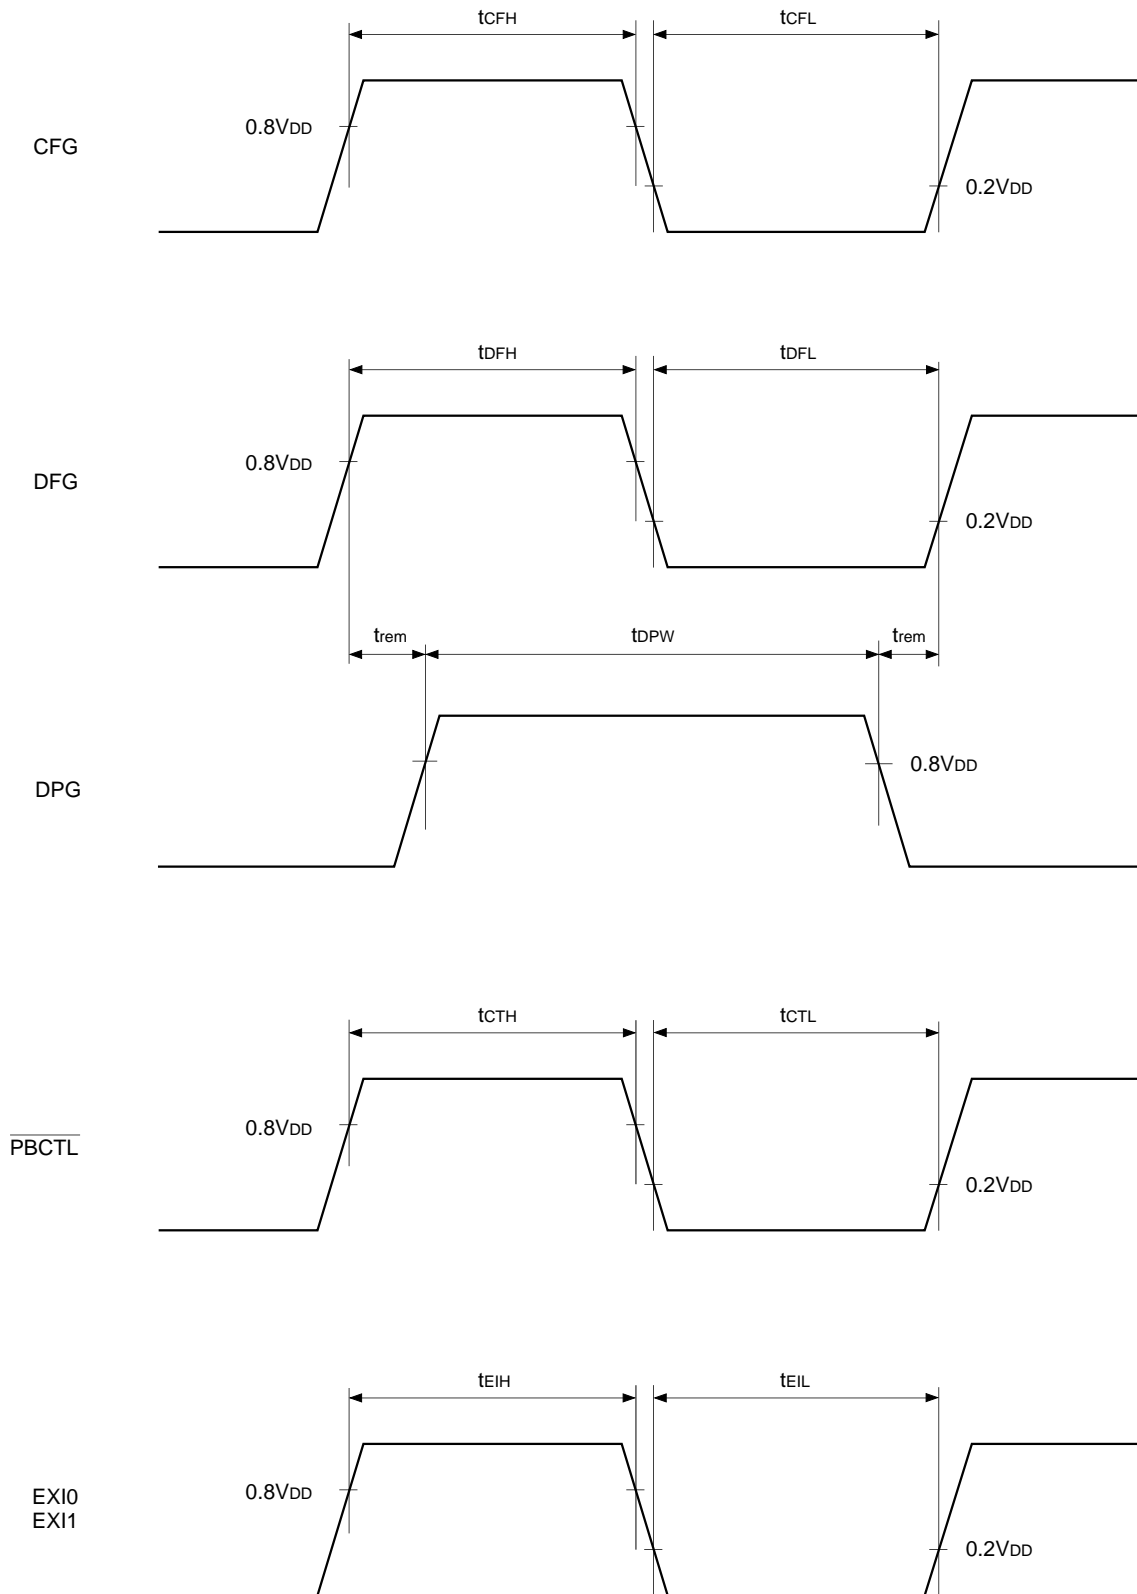 tCFH
tCFL
0.8VDD
CFG
0.2VDD
tDFH
tDFL
0.8VDD
DFG
0.2VDD
trem
tDPW
trem
0.8VDD
DPG
tCTH
tCTL
0.8VDD
PBCTL
0.2VDD
tEIH
tEIL
0.8VDD
EXI0
EXI1
0.2VDD